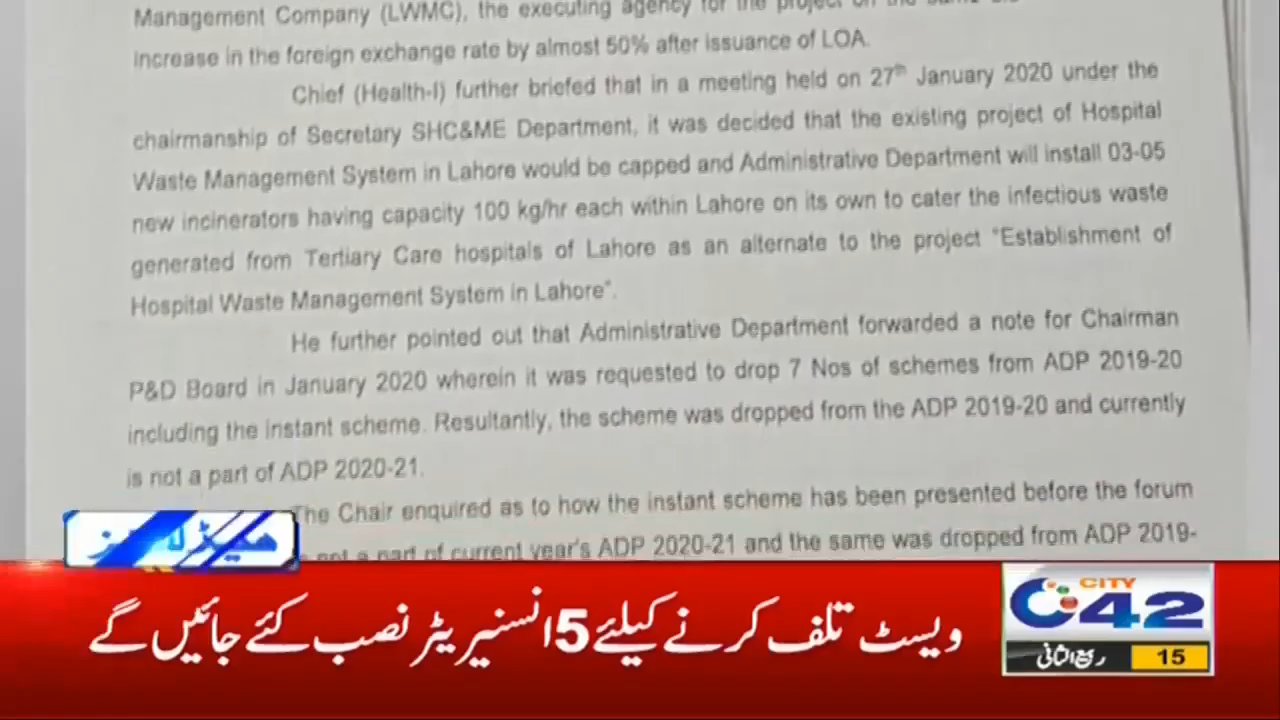 Management Company (LWMC), the executing agency for the project on the same
increase in the foreign exchange rate by almost 50% after issuance of LOA.
Chief (Health-I) further briefed that in a meeting held on 27th January 2020 under the
chairmanship of Secretary SHC&ME Department, it was decided that the existing project of Hospital
Waste Management System in Lahore would be capped and Administrative Department will install 03-05
new incinerators having capacity 100 kg/hr each within Lahore on its own to cater the infectious waste
generated from Tertiary Care hospitals of Lahore as an alternate to the project "Establishment of
Hospital Waste Management System in Lahore".
He further pointed out that Administrative Department forwarded a note for Chairman
P&D Board in January 2020 wherein it was requested to drop 7 Nos of schemes from ADP 2019-20
including the instant scheme. Resultantly, the scheme was dropped from the ADP 2019-20 and currently
is not a part of ADP 2020-21.
The Chair enquired as to how the instant scheme has been presented before the forum
not a part of current year's ADP 2020-21 and the same was dropped from ADP 2019-
ہیڈ لائنز
ویسٹ تلف کرنے کیلئے 5 انسنیریٹر نصب کئے جائیں گے
CITY
42
ربیع الثانی 15